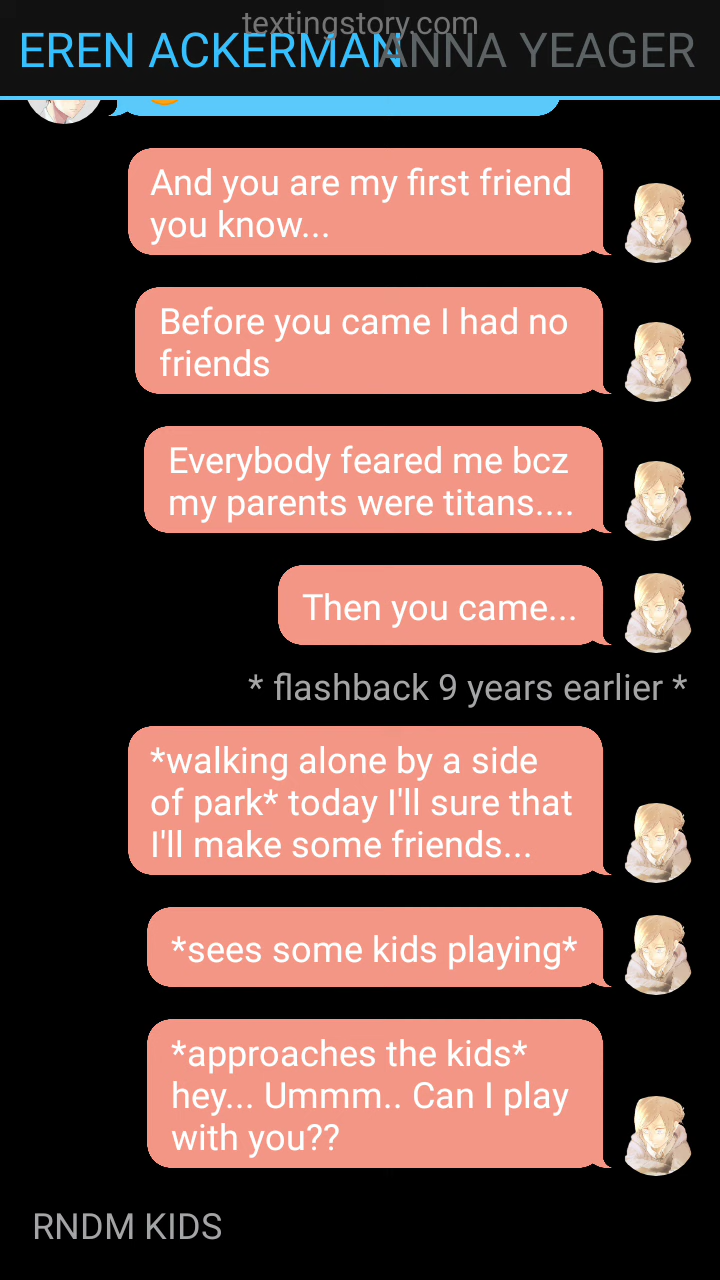 textingstory.com
EREN ACKERMAN ANNA YEAGER
And you are my first friend
you know...
Before you came I had no
friends
Everybody feared me bcz
my parents were titans....
Then you came...
* flashback 9 years earlier *
*walking alone by a side
of park* today I'll sure that
I'll make some friends...
*sees some kids playing*
*approaches the kids*
hey... Ummm.. Can I play
with you??
RNDM KIDS